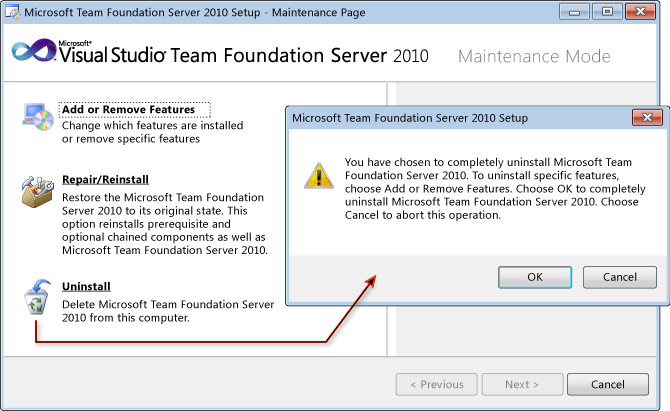 Microsoft Team Foundation Server 2010 Setup - Maintenance Page
Microsoft®
Visual Studio® Team Foundation Server 2010
Maintenance Mode
Add or Remove Features
Change which features are installed
or remove specific features
Repair/Reinstall
Restore the Microsoft Team Foundation
Server 2010 to its original state. This
option reinstalls prerequisite and
optional chained components as well as
Microsoft Team Foundation Server 2010.
Uninstall
Delete Microsoft Team Foundation Server
2010 from this computer.
Microsoft Team Foundation Server 2010 Setup
You have chosen to completely uninstall Microsoft Team
Foundation Server 2010. To uninstall specific features,
choose Add or Remove Features. Choose OK to completely
uninstall Microsoft Team Foundation Server 2010. Choose
Cancel to abort this operation.
OK
Cancel
< Previous
Next >
Cancel